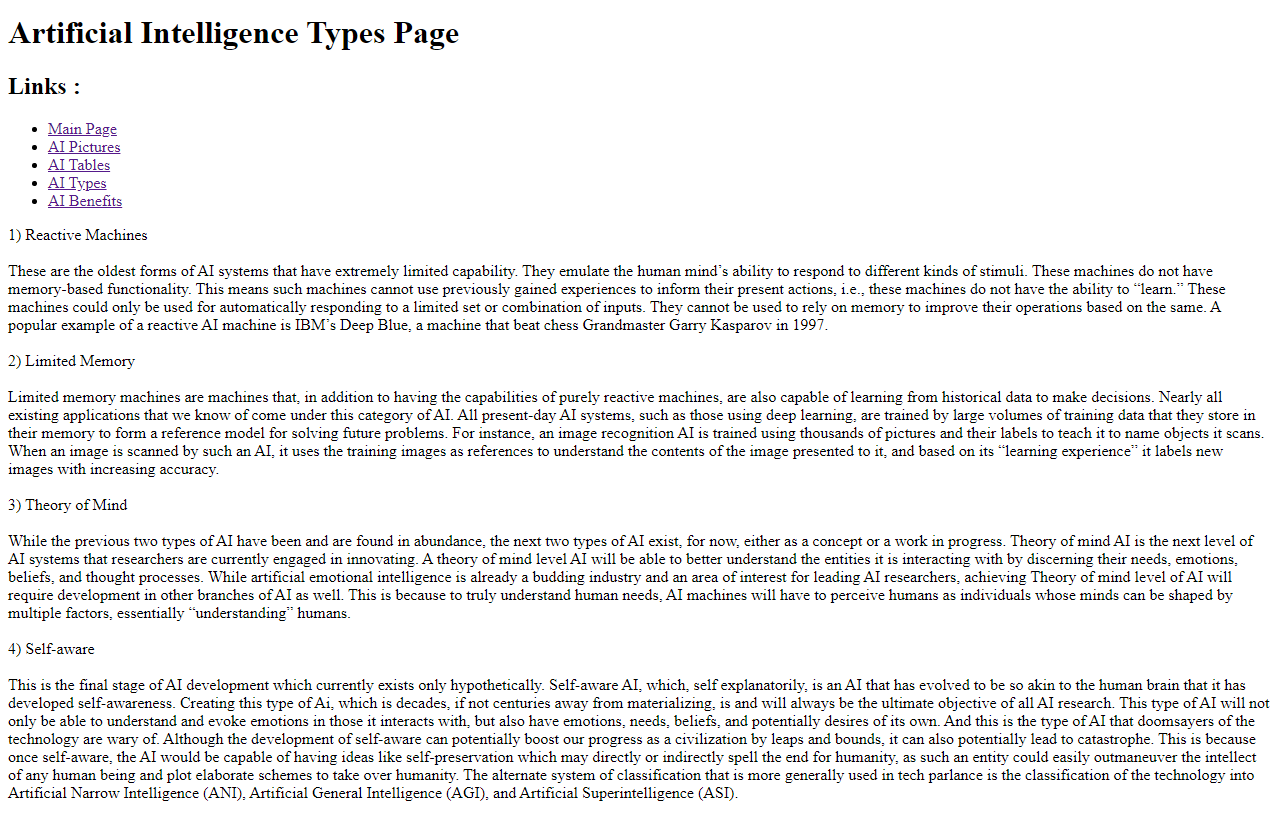 Artificial Intelligence Types Page
Links :
Main Page
AI Pictures
AI Tables
AI Types
AI Benefits
1) Reactive Machines
These are the oldest forms of AI systems that have extremely limited capability. They emulate the human mind’s ability to respond to different kinds of stimuli. These machines do not have
memory-based functionality. This means such machines cannot use previously gained experiences to inform their present actions, i.e., these machines do not have the ability to “learn.” These
machines could only be used for automatically responding to a limited set or combination of inputs. They cannot be used to rely on memory to improve their operations based on the same. A
popular example of a reactive AI machine is IBM’s Deep Blue, a machine that beat chess Grandmaster Garry Kasparov in 1997.
2) Limited Memory
Limited memory machines are machines that, in addition to having the capabilities of purely reactive machines, are also capable of learning from historical data to make decisions. Nearly all
existing applications that we know of come under this category of AI. All present-day AI systems, such as those using deep learning, are trained by large volumes of training data that they store in
their memory to form a reference model for solving future problems. For instance, an image recognition AI is trained using thousands of pictures and their labels to teach it to name objects it scans.
When an image is scanned by such an AI, it uses the training images as references to understand the contents of the image presented to it, and based on its “learning experience” it labels new
images with increasing accuracy.
3) Theory of Mind
While the previous two types of AI have been and are found in abundance, the next two types of AI exist, for now, either as a concept or a work in progress. Theory of mind AI is the next level of
AI systems that researchers are currently engaged in innovating. A theory of mind level AI will be able to better understand the entities it is interacting with by discerning their needs, emotions,
beliefs, and thought processes. While artificial emotional intelligence is already a budding industry and an area of interest for leading AI researchers, achieving Theory of mind level of AI will
require development in other branches of AI as well. This is because to truly understand human needs, AI machines will have to perceive humans as individuals whose minds can be shaped by
multiple factors, essentially “understanding” humans.
4) Self-aware
This is the final stage of AI development which currently exists only hypothetically. Self-aware AI, which, self explanatorily, is an AI that has evolved to be so akin to the human brain that it has
developed self-awareness. Creating this type of Ai, which is decades, if not centuries away from materializing, is and will always be the ultimate objective of all AI research. This type of AI will not
only be able to understand and evoke emotions in those it interacts with, but also have emotions, needs, beliefs, and potentially desires of its own. And this is the type of AI that doomsayers of the
technology are wary of. Although the development of self-aware can potentially boost our progress as a civilization by leaps and bounds, it can also potentially lead to catastrophe. This is because
once self-aware, the AI would be capable of having ideas like self-preservation which may directly or indirectly spell the end for humanity, as such an entity could easily outmaneuver the intellect
of any human being and plot elaborate schemes to take over humanity. The alternate system of classification that is more generally used in tech parlance is the classification of the technology into
Artificial Narrow Intelligence (ANI), Artificial General Intelligence (AGI), and Artificial Superintelligence (ASI).